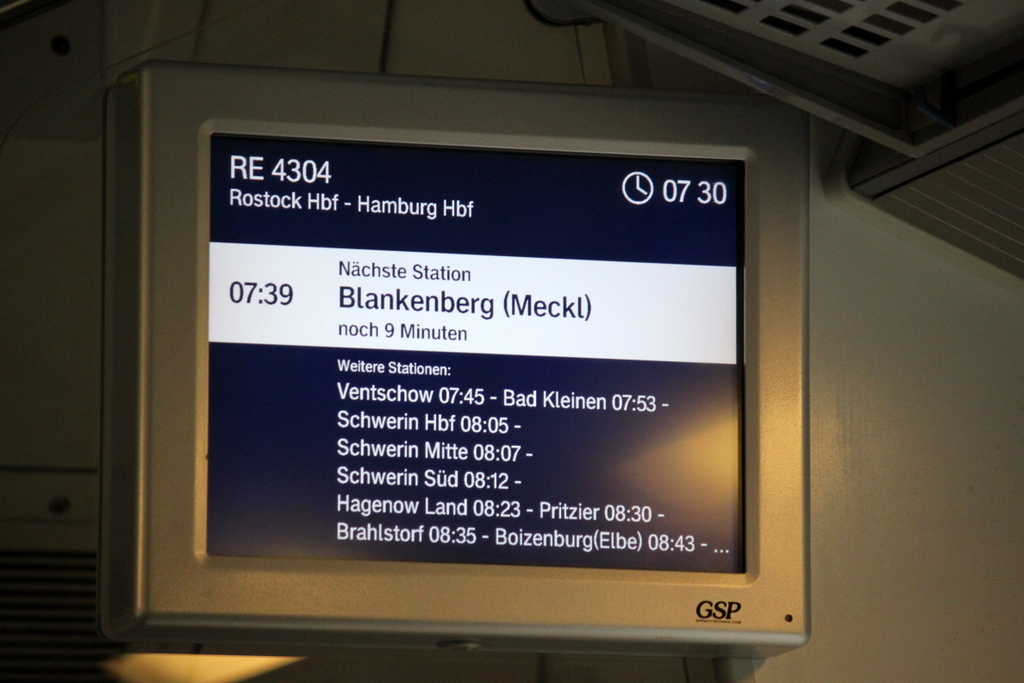 RE 4304
Rostock Hbf - Hamburg Hbf
07 30
07:39
Nächste Station
Blankenberg (Meckl)
noch 9 Minuten
Weitere Stationen:
Ventschow 07:45 - Bad Kleinen 07:53 -
Schwerin Hbf 08:05 -
Schwerin Mitte 08:07 -
Schwerin Süd 08:12 -
Hagenow Land 08:23 - Pritzier 08:30 -
Brahlstorf 08:35 - Boizenburg(Elbe) 08:43 - ...
GSP